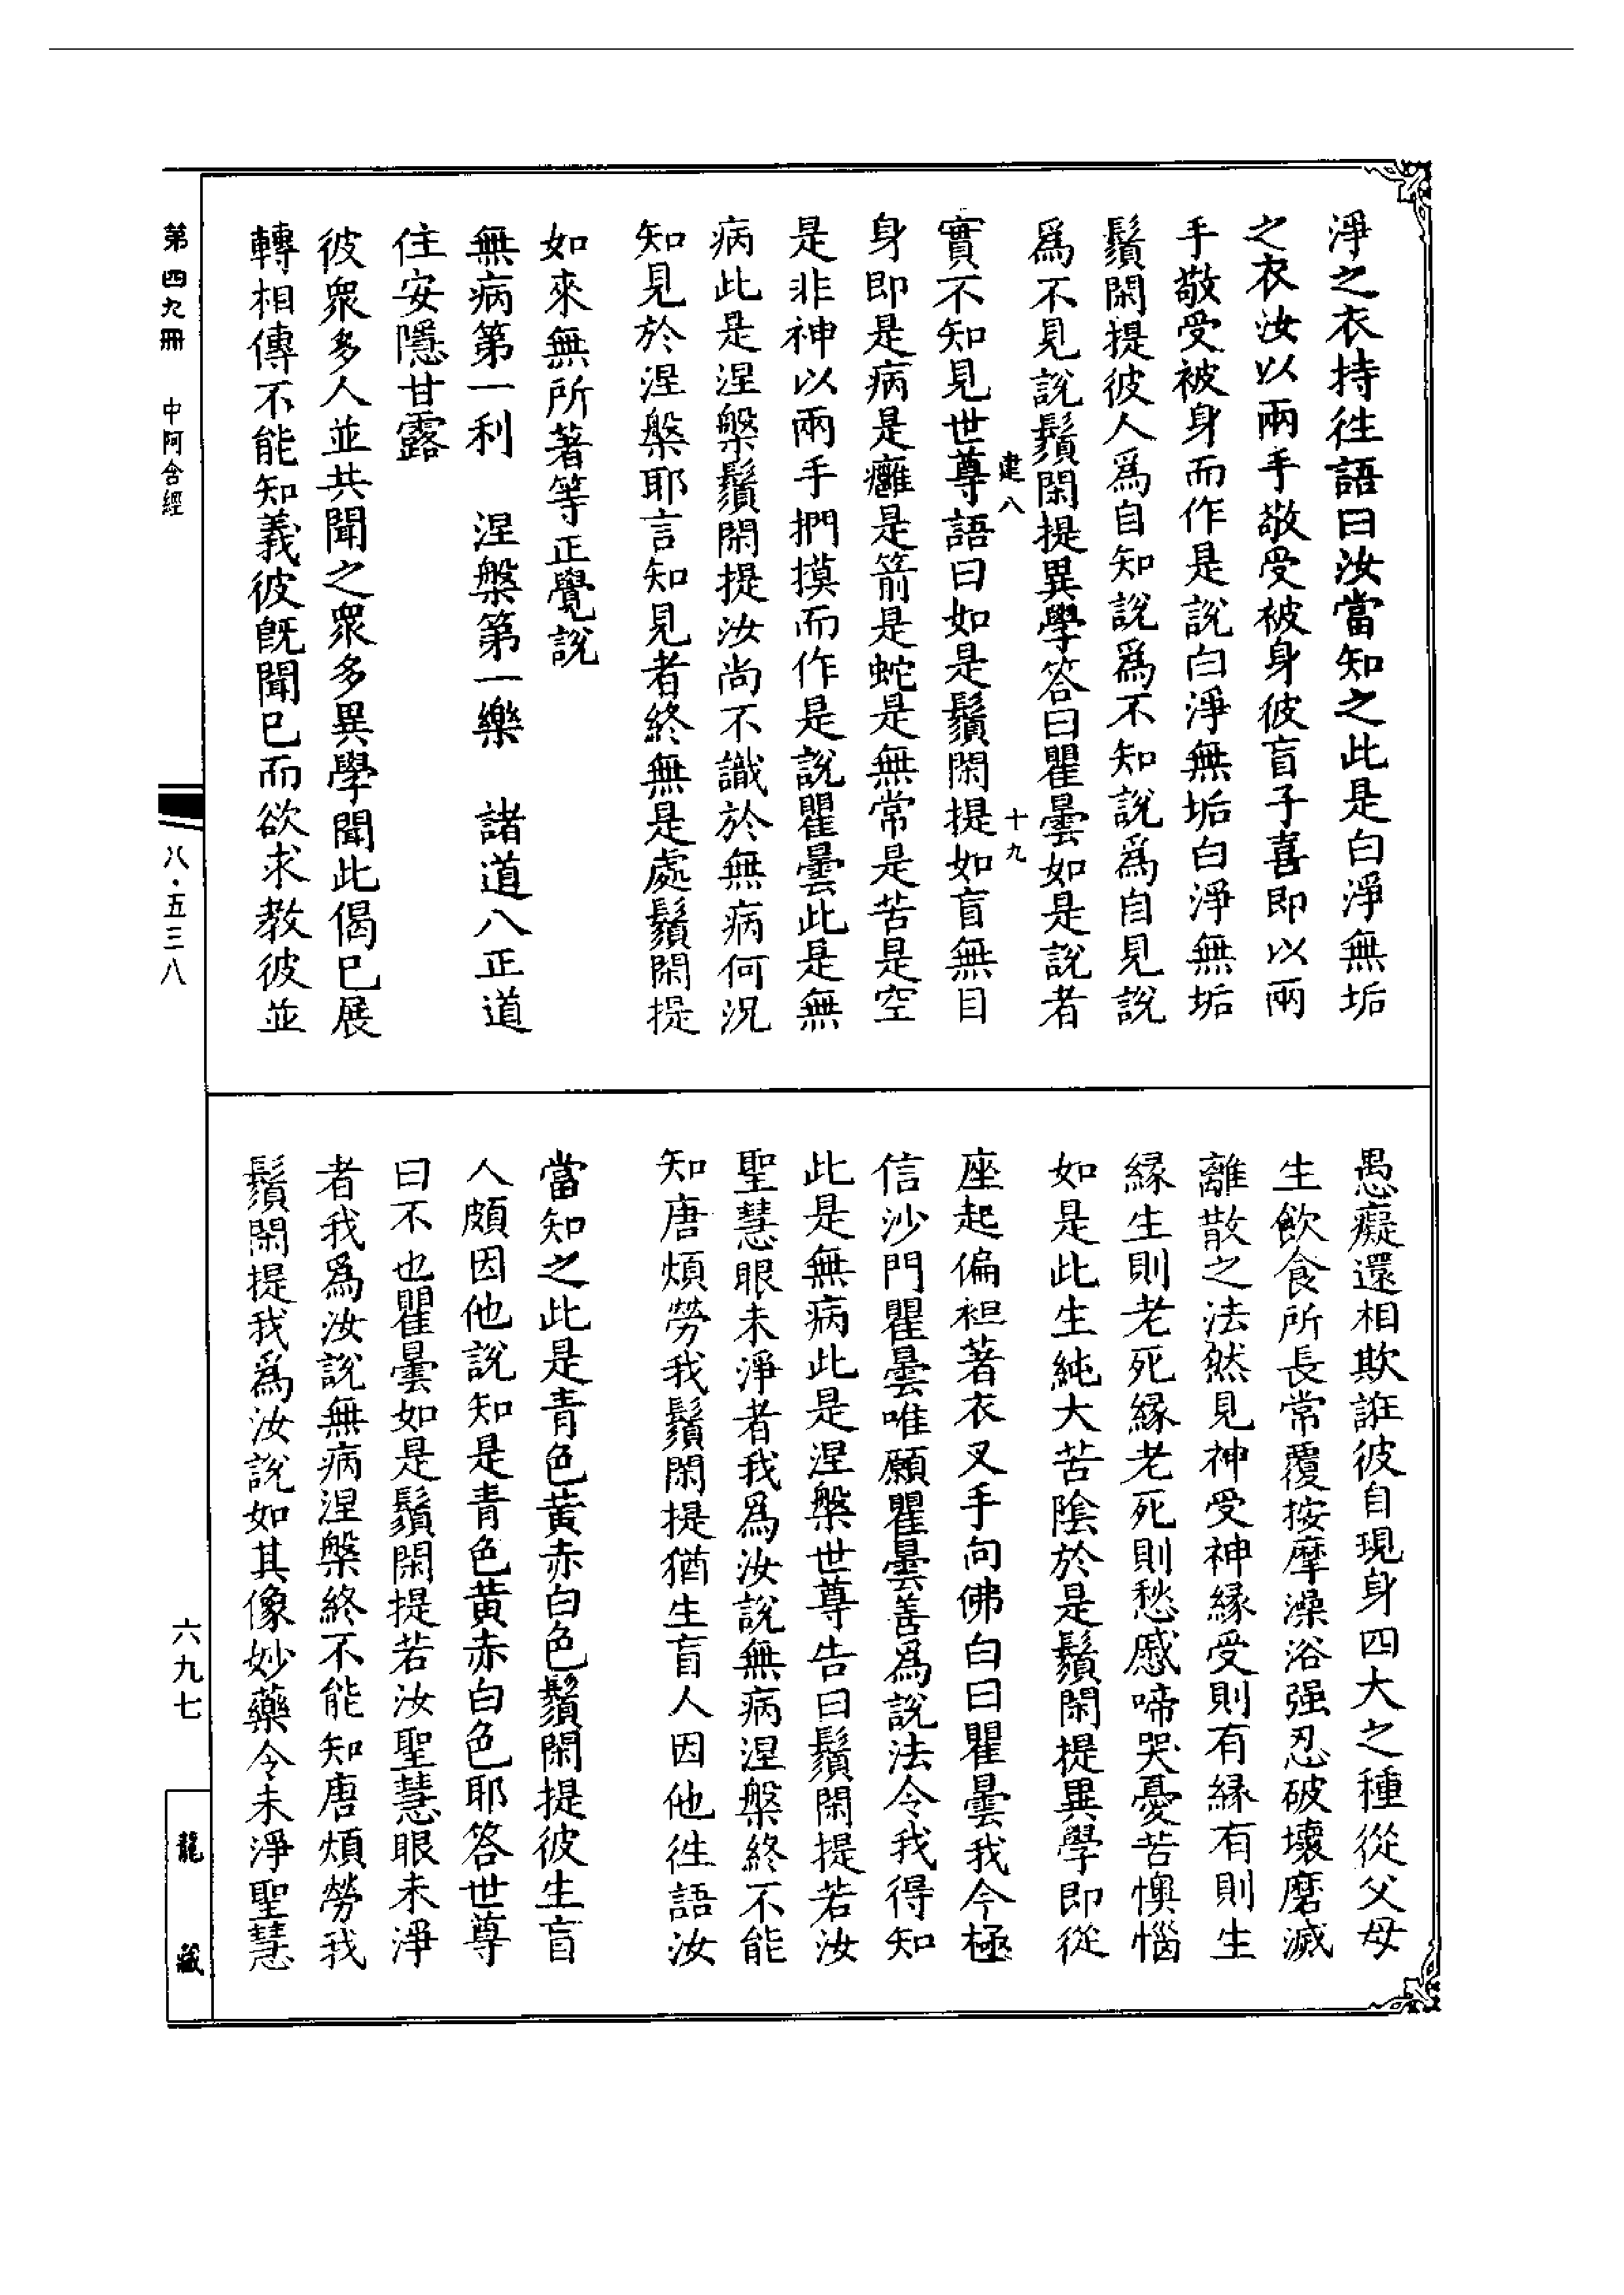 淨之衣持徃語曰汝當知之此是白淨無垢
之衣汝以兩手敬受被身彼盲子喜即以兩
手敬受被身而作是說白淨無垢白淨無垢
鬚閑提彼人爲自知說爲不知說爲自見說
爲不見說鬚閑提異學答曰瞿曇如是說者
建八 十九
實不知見世尊語曰如是鬚閑提如盲無目
身即是病是癰是箭是蛇是無常是苦是空
是非神以兩手捫摸而作是說瞿曇此是無
病此是涅槃鬚閑提汝尚不識於無病何況
知見於涅槃耶言知見者終無是處鬚閑提
如來無所著等正覺說
無病第一利　涅槃第一樂　諸道八正道
住安隱甘露
彼衆多人並共聞之衆多異學聞此偈已展
轉相傳不能知義彼旣聞已而欲求教彼並
愚癡還相欺誑彼自現身四大之種從父母
生飲食所長常覆按摩澡浴强忍破壞磨滅
離散之法然見神受神緣受則有緣有則生
緣生則老死緣老死則愁慼啼哭憂苦懊惱
如是此生純大苦陰於是鬚閑提異學即從
座起偏袒著衣叉手向佛白曰瞿曇我今極
信沙門瞿曇唯願瞿曇善爲說法令我得知
此是無病此是涅槃世尊告曰鬚閑提若汝
聖慧眼未淨者我爲汝說無病涅槃終不能
知唐煩勞我鬚閑提猶生盲人因他徃語汝
當知之此是青色黃赤白色鬚閑提彼生盲
人頗因他說知是青色黃赤白色耶答世尊
曰不也瞿曇如是鬚閑提若汝聖慧眼未淨
者我爲汝說無病涅槃終不能知唐煩勞我
鬚閑提我爲汝說如其像妙藥令未淨聖慧
第四九冊 中阿含經
八·五三八
六九七
龍藏